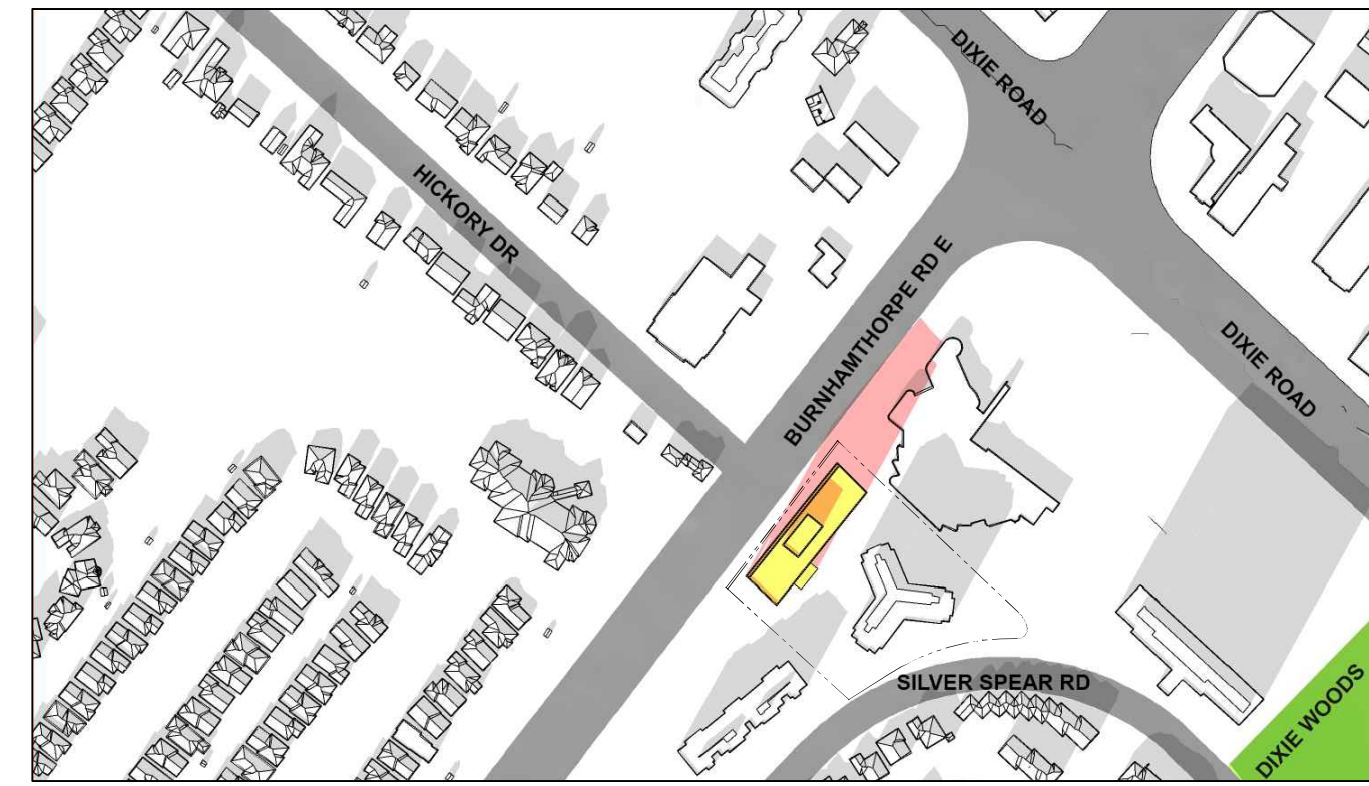 DIXIE ROAD
HICKORY DR
BURNHAMTHORPE RD E
DIXIE ROAD
SILVER SPEAR RD
DIXIE WOODS